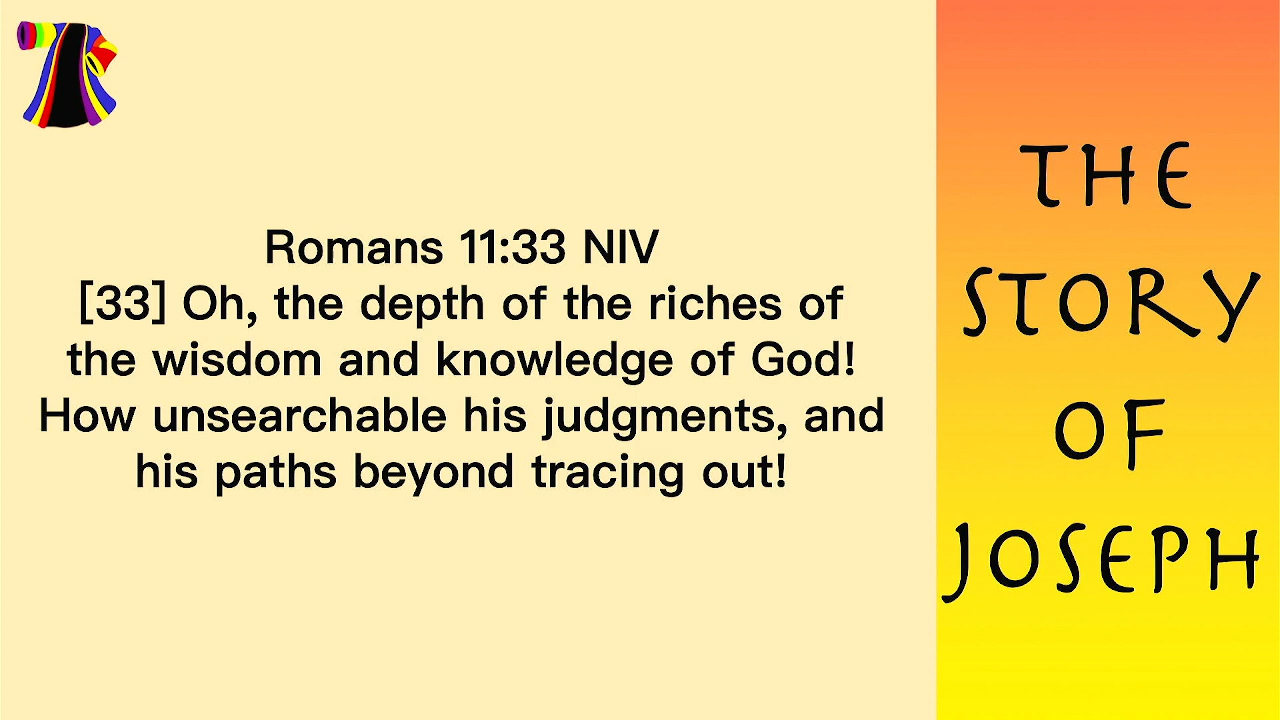 Romans 11:33 NIV
[33] Oh, the depth of the riches of
the wisdom and knowledge of God!
How unsearchable his judgments, and
his paths beyond tracing out!
THE
STORY
OF
JOSEPH